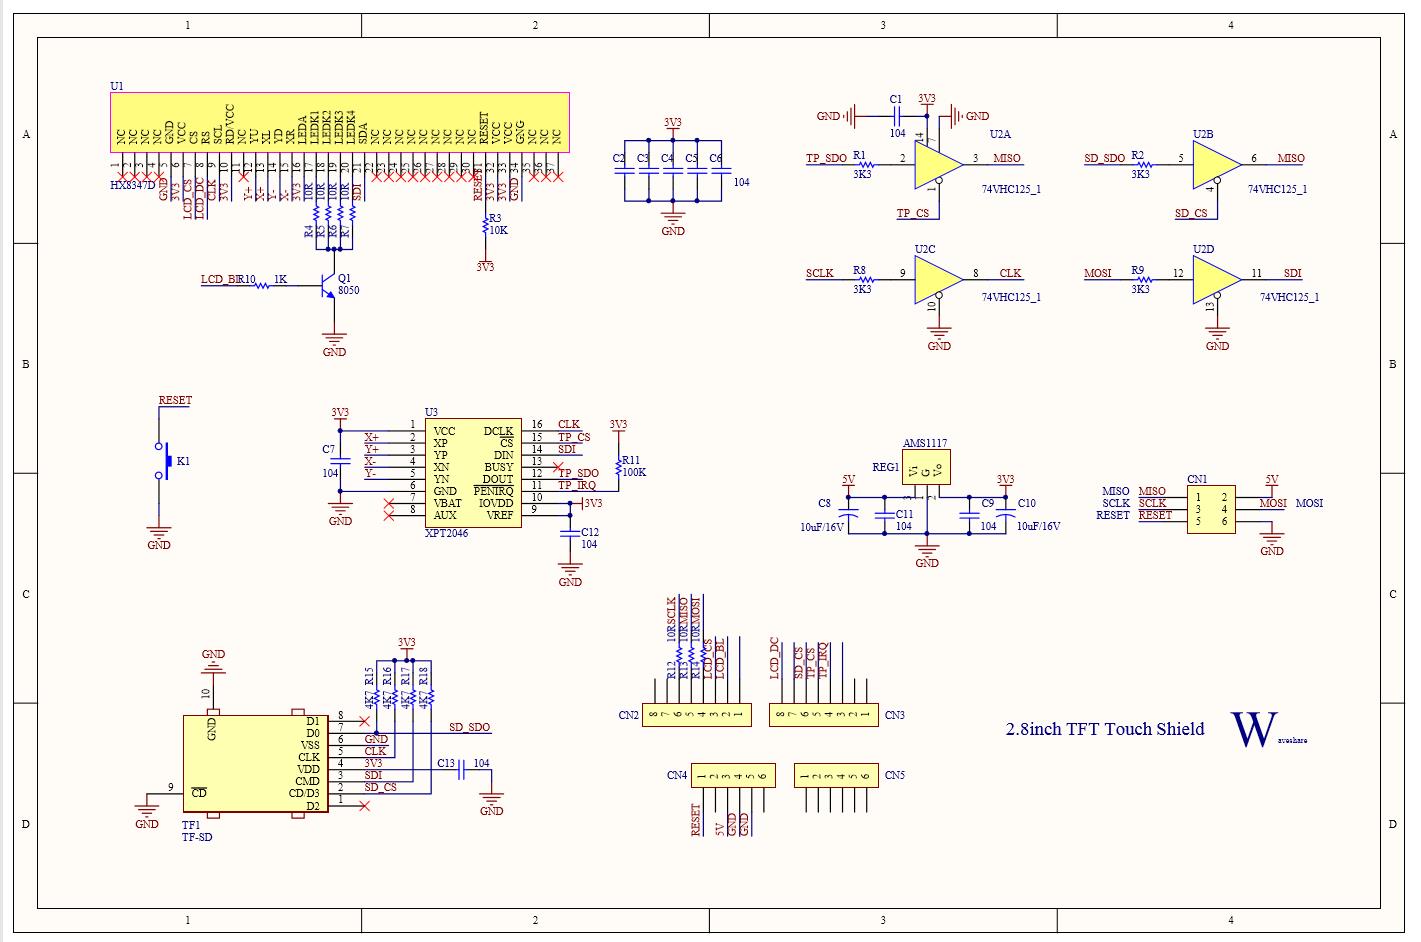 1 2 3 4
A A
B B
C C
D D
1 2 3 4
U1
NC NC NC NC GND VCC CS RS SCL RD/VCC NC YU XL YD XR LEDA LEDK1 LEDK2 LEDK3 LEDK4 SDA NC NC NC NC NC NC NC NC NC RESET VCC VCC GNG NC NC NC
1 2 3 4 5 6 7 8 9 10 11 12 13 14 15 16 17 18 19 20 21 22 23 24 25 26 27 28 29 30 31 32 33 34 35 36 37
HX8347D
GND 3V3 LCD_CS LCD_DC CLK 3V3 Y+ X+ Y- X- 3V3 10R 10R 10R 10R SDI RESET 3V3 3V3 GND
R4 R5 R6 R7
R3
10K
3V3
LCD_BL
R10 1K
Q1
8050
GND
3V3
C2 C3 C4 C5 C6
104
GND
GND C1 3V3 GND
104
14 7
U2A
TP_SDO R1 2 3 MISO
3K3
1
74VHC125_1
TP_CS
U2B
SD_SDO R2 5 6 MISO
3K3
4
74VHC125_1
SD_CS
U2C
SCLK R8 9 8 CLK
3K3
10
74VHC125_1
GND
U2D
MOSI R9 12 11 SDI
3K3
13
74VHC125_1
GND
RESET
K1
GND
3V3 U3
X+
Y+
X-
Y-
C7
104
GND
1 VCC DCLK 16 CLK
2 XP CS 15 TP_CS
3 YP DIN 14 SDI
4 XN BUSY 13
5 YN DOUT 12 TP_SDO
6 GND PENIRQ 11 TP_IRQ
7 VBAT IOVDD 10 3V3
8 AUX VREF 9
XPT2046
3V3
R11
100K
C12
104
GND
AMS1117
REG1
Vi G Vo
3 1 2
5V 3V3
C8 C11 C9 C10
10uF/16V 104 104 10uF/16V
GND
CN1 5V
MISO MISO 1 2
SCLK SCLK 3 4 MOSI MOSI
RESET RESET 5 6
GND
GND
10
GND
3V3
R15 R16 R17 R18
4K7 4K7 4K7 4K7
D1 8
D0 7 SD_SDO
VSS 6 GND
CLK 5 CLK
VDD 4 3V3 C13 104
CMD 3 SDI
CD/D3 2 SD_CS
D2 1
9 CD
GND
GND
TF1
TF-SD
SCLK MISO MOSI
10R 10R 10R
R12 R13 R14 LCD_CS LCD_BL
CN2 8 7 6 5 4 3 2 1
LCD_DC SD_CS TP_CS TP_IRQ
8 7 6 5 4 3 2 1 CN3
CN4 1 2 3 4 5 6
RESET 5V GND GND
1 2 3 4 5 6 CN5
2.8inch TFT Touch Shield
Waveshare